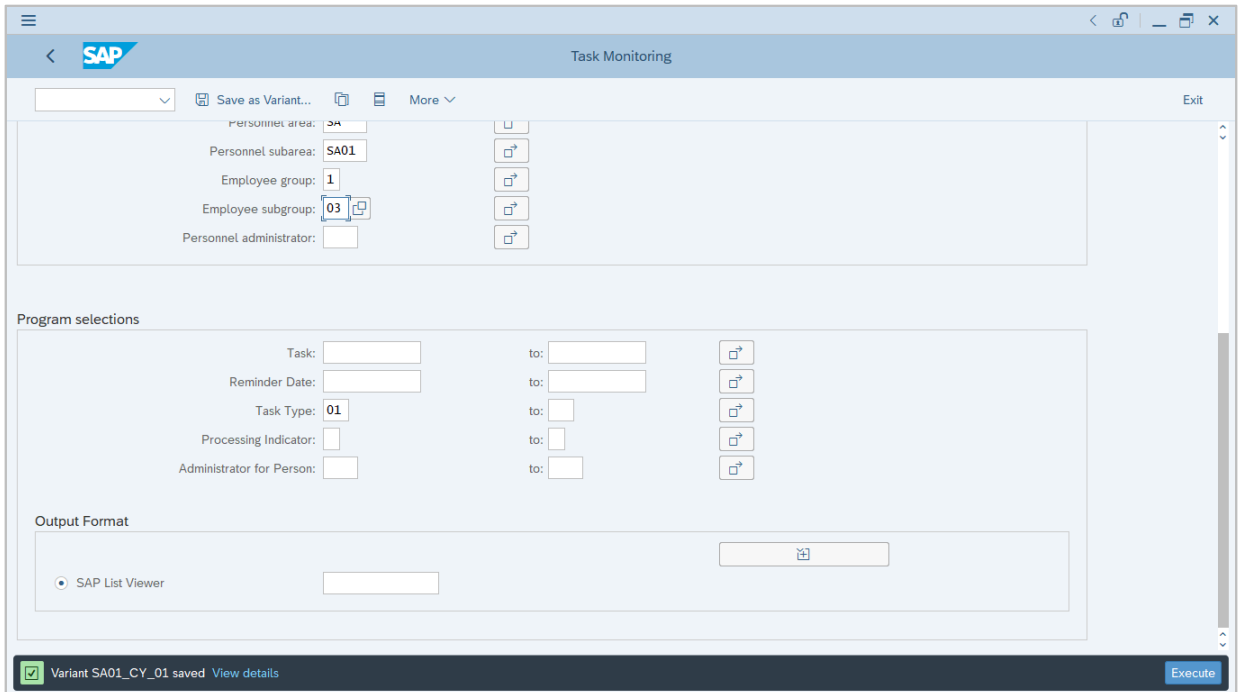 SAP
Task Monitoring
Save as Variant...
More
Exit
Personnel area: SA
Personnel subarea: SA01
Employee group: 1
Employee subgroup: 03
Personnel administrator:
Program selections
Task: to:
Reminder Date: to:
Task Type: 01 to:
Processing Indicator: to:
Administrator for Person: to:
Output Format
SAP List Viewer
Variant SA01_CY_01 saved View details
Execute